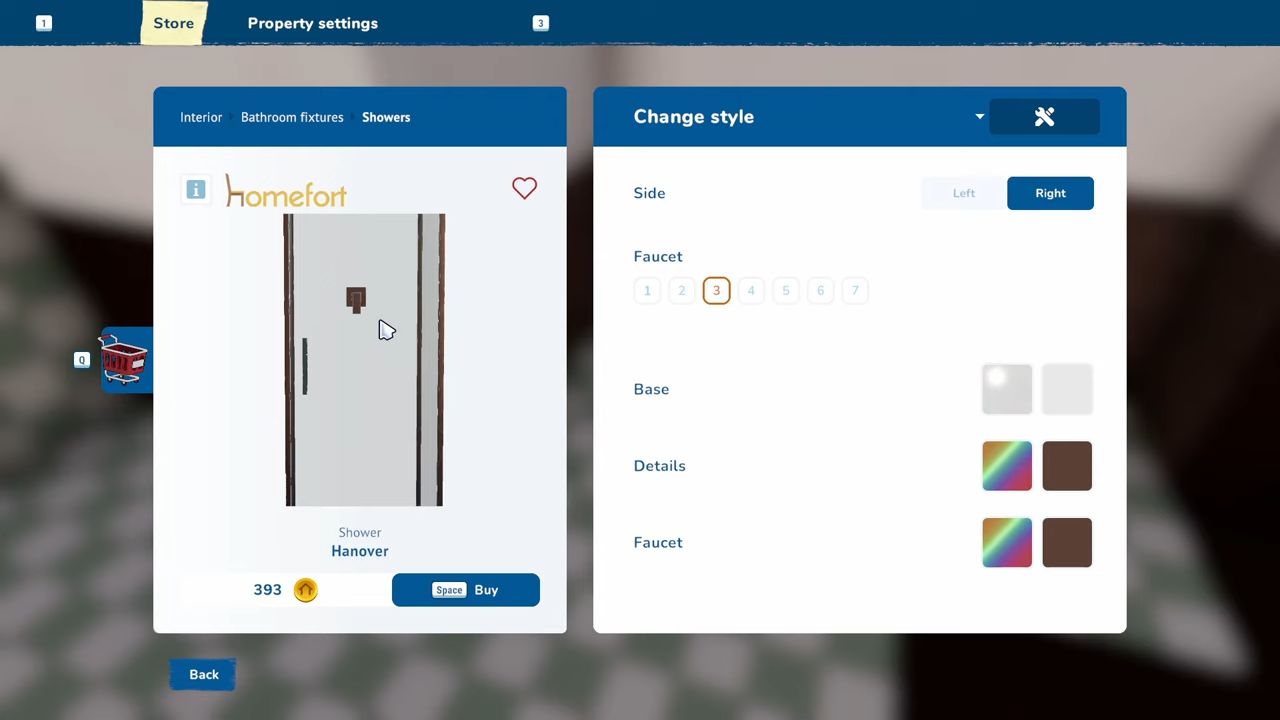 1 Store Property settings 3
Interior Bathroom fixtures Showers
i homefort
Q
Shower
Hanover
393 Space Buy
Back
Change style
Side Left Right
Faucet
1 2 3 4 5 6 7
Base
Details
Faucet